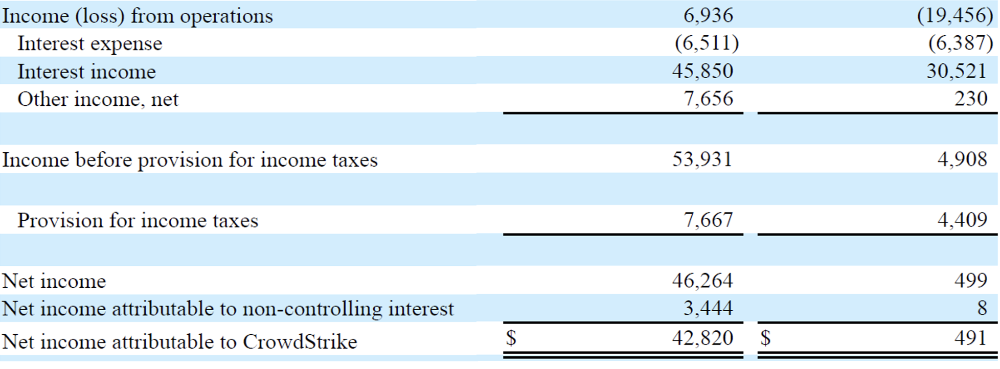 Income (loss) from operations 6,936 (19,456)
Interest expense (6,511) (6,387)
Interest income 45,850 30,521
Other income, net 7,656 230
Income before provision for income taxes 53,931 4,908
Provision for income taxes 7,667 4,409
Net income 46,264 499
Net income attributable to non-controlling interest 3,444 8
Net income attributable to CrowdStrike $ 42,820 $ 491